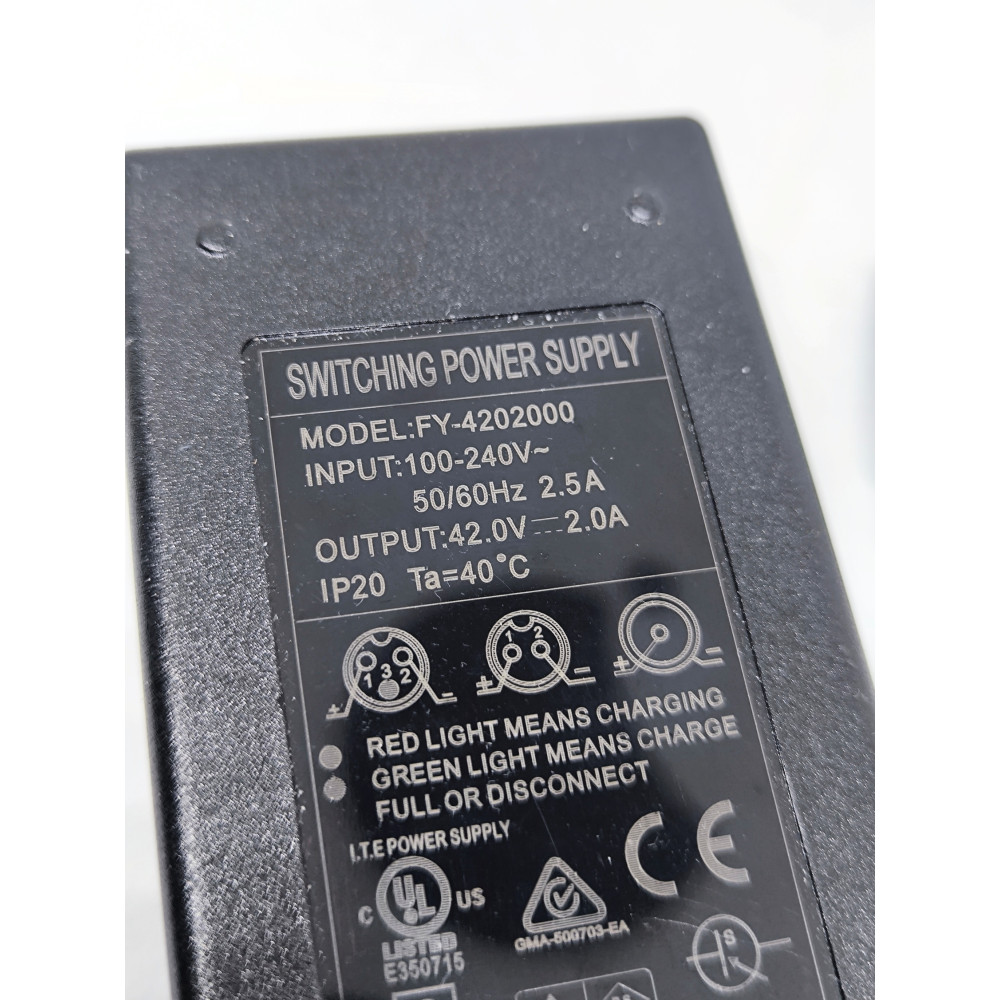 SWITCHING POWER SUPPLY
MODEL:FY-4202000
INPUT:100-240V~
50/60Hz 2.5A
OUTPUT:42.0V⎓2.0A
IP20 Ta=40°C
1 3 2
+ -
1 2
+ -
+ -
RED LIGHT MEANS CHARGING
GREEN LIGHT MEANS CHARGE
FULL OR DISCONNECT
I.T.E POWER SUPPLY
C UL US
LISTED
E350715
GMA-500703-EA
CE
S